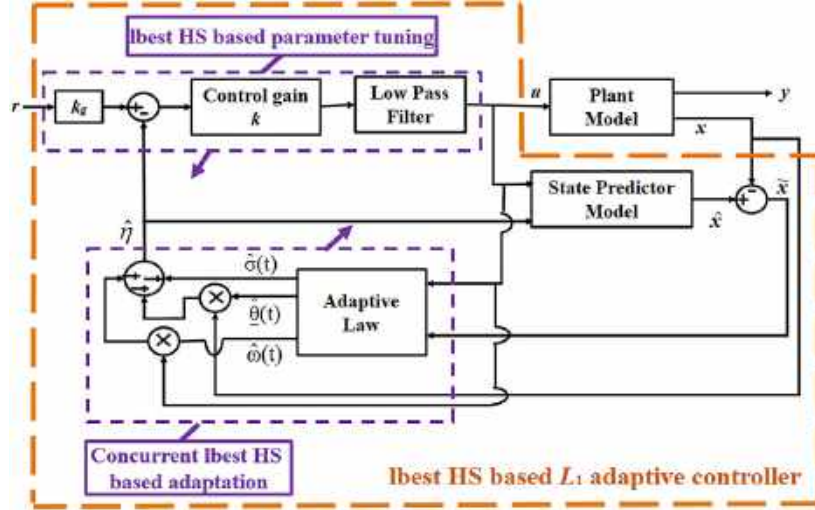 lbest HS based parameter tuning
r
kg
+
-
Control gain
k
Low Pass
Filter
u
Plant
Model
y
x
State Predictor
Model
+
-
x̃
x̂
η̂
σ̂(t)
θ̂(t)
ω̂(t)
Adaptive
Law
×
×
Concurrent lbest HS
based adaptation
lbest HS based L1 adaptive controller